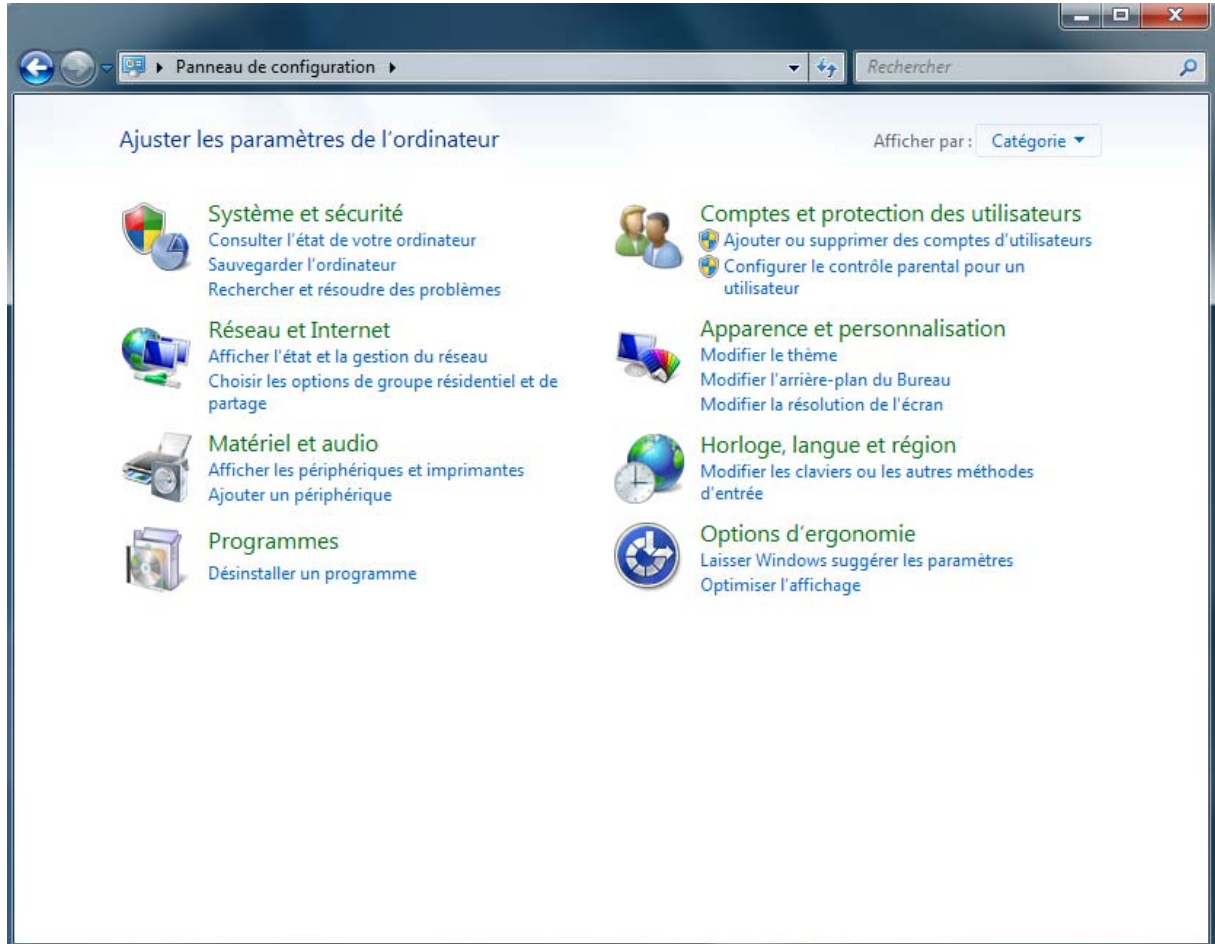 Panneau de configuration
Rechercher
Ajuster les paramètres de l'ordinateur
Afficher par :
Catégorie
Système et sécurité
Consulter l'état de votre ordinateur
Sauvegarder l'ordinateur
Rechercher et résoudre des problèmes
Réseau et Internet
Afficher l'état et la gestion du réseau
Choisir les options de groupe résidentiel et de
partage
Matériel et audio
Afficher les périphériques et imprimantes
Ajouter un périphérique
Programmes
Désinstaller un programme
Comptes et protection des utilisateurs
Ajouter ou supprimer des comptes d'utilisateurs
Configurer le contrôle parental pour un
utilisateur
Apparence et personnalisation
Modifier le thème
Modifier l'arrière-plan du Bureau
Modifier la résolution de l'écran
Horloge, langue et région
Modifier les claviers ou les autres méthodes
d'entrée
Options d'ergonomie
Laisser Windows suggérer les paramètres
Optimiser l'affichage